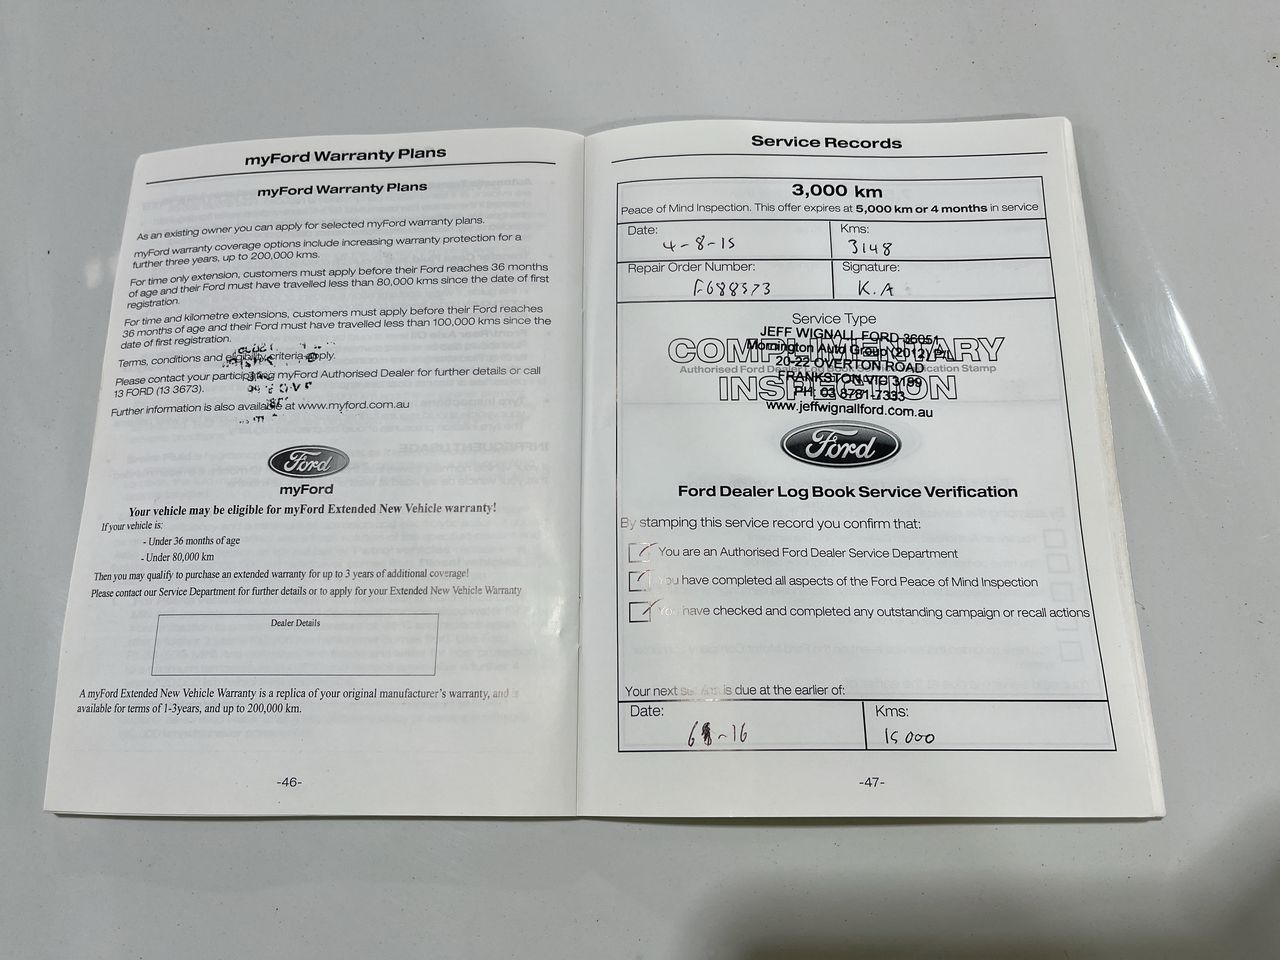 myFord Warranty Plans
myFord Warranty Plans
As an existing owner you can apply for selected myFord warranty plans.
myFord warranty coverage options include increasing warranty protection for a
further three years, up to 200,000 kms.
For time only extension, customers must apply before their Ford reaches 36 months
of age and their Ford must have travelled less than 80,000 kms since the date of first
registration.
For time and kilometre extensions, customers must apply before their Ford reaches
36 months of age and their Ford must have travelled less than 100,000 kms since the
date of first registration.
Terms, conditions and eligibility criteria apply.
Please contact your participating myFord Authorised Dealer for further details or call
13 FORD (13 3673).
Further information is also available at www.myford.com.au
Ford
myFord
Your vehicle may be eligible for myFord Extended New Vehicle warranty!
If your vehicle is:
- Under 36 months of age
- Under 80,000 km
Then you may qualify to purchase an extended warranty for up to 3 years of additional coverage!
Please contact our Service Department for further details or to apply for your Extended New Vehicle Warranty
Dealer Details
A myFord Extended New Vehicle Warranty is a replica of your original manufacturer's warranty, and is
available for terms of 1-3years, and up to 200,000 kms.
-46-
Service Records
3,000 km
Peace of Mind Inspection. This offer expires at 5,000 km or 4 months in service
Date: Kms:
4-8-15 3148
Repair Order Number: Signature:
F688573 K.A
Service Type
JEFF WIGNALL FORD 36051
COMPLIMENTARY
Mornington Auto Group (2012) P/L
20-22 OVERTON ROAD
Authorised Ford Dealer Log Book Service Verification Stamp
FRANKSTON VIC 3199
INSPECTION
PH: 03 8781-7333
www.jeffwignallford.com.au
Ford
Ford Dealer Log Book Service Verification
By stamping this service record you confirm that:
You are an Authorised Ford Dealer Service Department
You have completed all aspects of the Ford Peace of Mind Inspection
You have checked and completed any outstanding campaign or recall actions
Your next service is due at the earlier of:
Date: Kms:
-16 15000
-47-